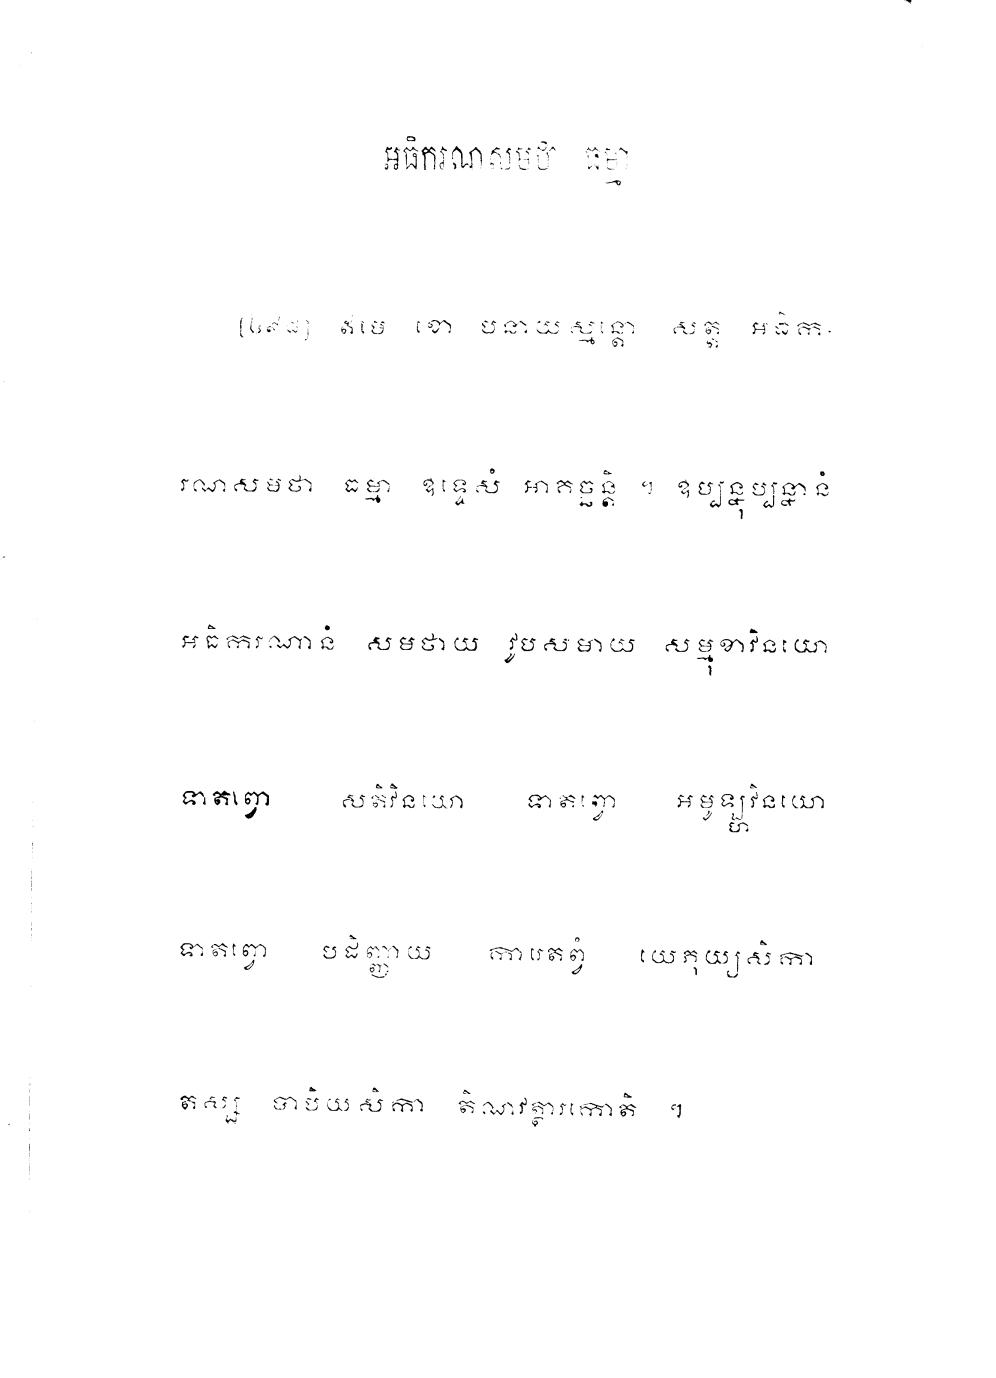 អធិករណសមថា ធម្មា
ឥមេ ខោ បនាយស្មន្តោ សត្ត អធិក-
រណសមថា ធម្មា ឧទ្ទេសំ អាគច្ឆន្តិ ។ ឧប្បន្នុប្បន្នានំ
អធិករណានំ សមថាយ វូបសមាយ សម្មុខាវិនយោ
ទាតព្វោ សតិវិនយោ ទាតព្វោ អមូឡ្ហវិនយោ
ទាតព្វោ បដិញ្ញាយ ការេតព្វំ យេភុយ្យសិកា
តស្ស បាបិយសិកា តិណវត្ថារកោតិ ។